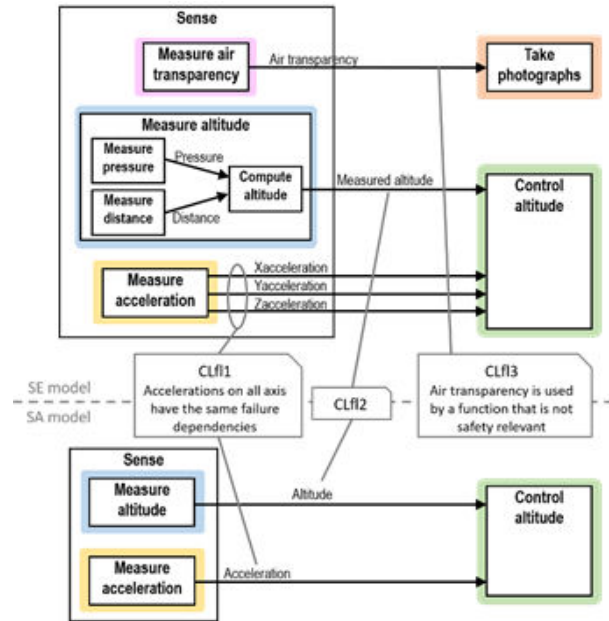 Sense
Measure air
transparency
Air transparency
Take
photographs
Measure altitude
Measure
pressure
Pressure
Compute
altitude
Measure
distance
Distance
Measured altitude
Control
altitude
Measure
acceleration
Xacceleration
Yacceleration
Zacceleration
SE model
SA model
CLfl1
Accelerations on all axis
have the same failure
dependencies
CLfl2
CLfl3
Air transparency is used
by a function that is not
safety relevant
Sense
Measure
altitude
Altitude
Control
altitude
Measure
acceleration
Acceleration